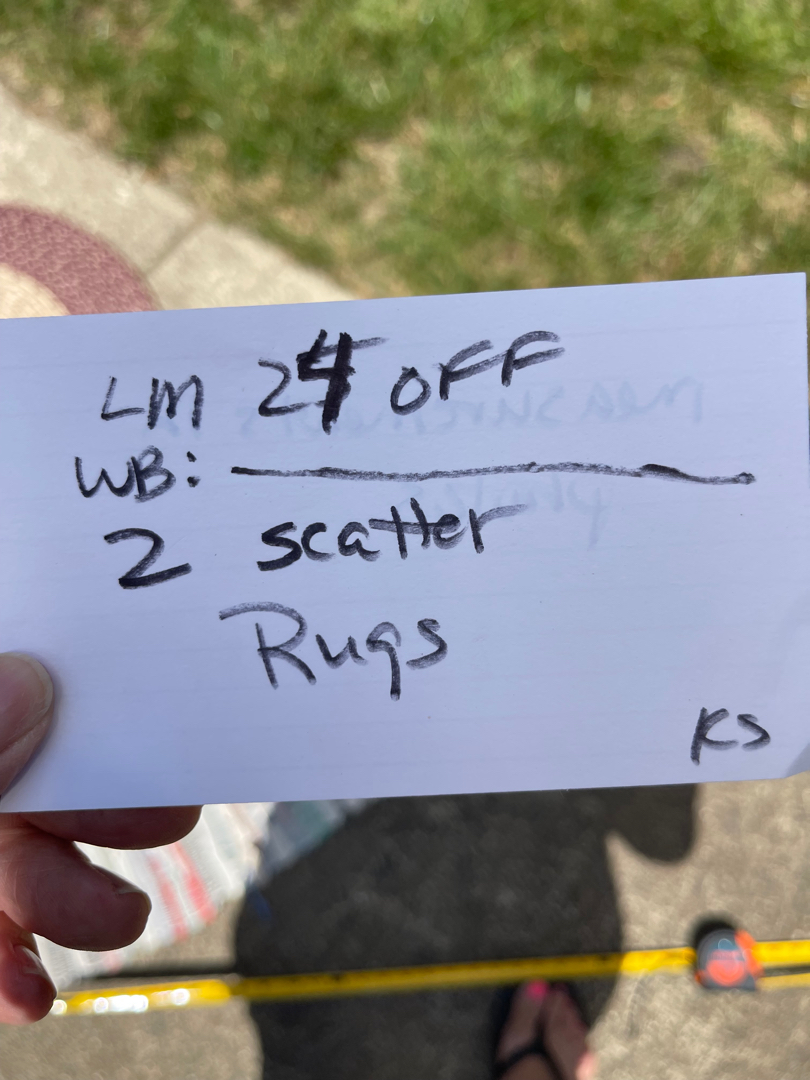 LM 24 OFF
WB:
2 scatter
Rugs
KS